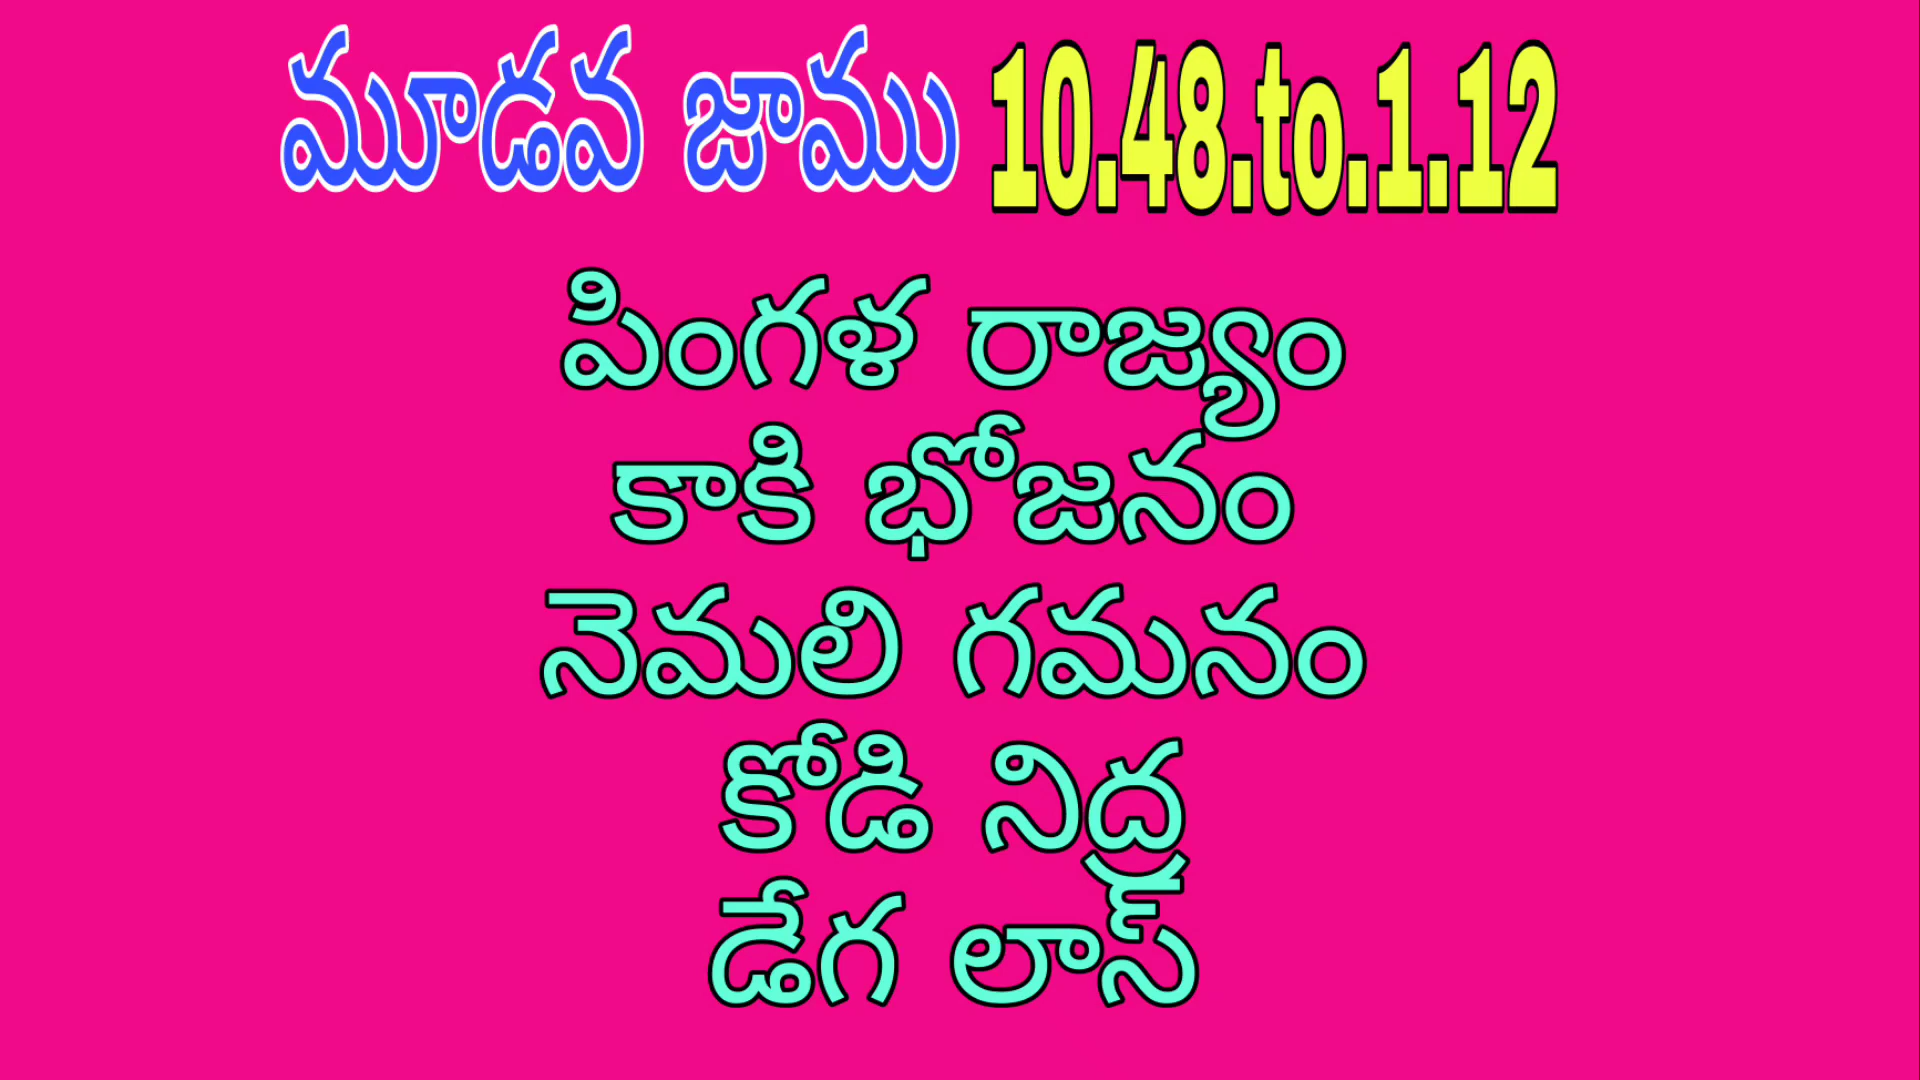 మూడవ జాము 10.48.to.1.12
పింగళ రాజ్యం
కాకి భోజనం
నెమలి గమనం
కోడి నిద్ర
డేగ లాస్